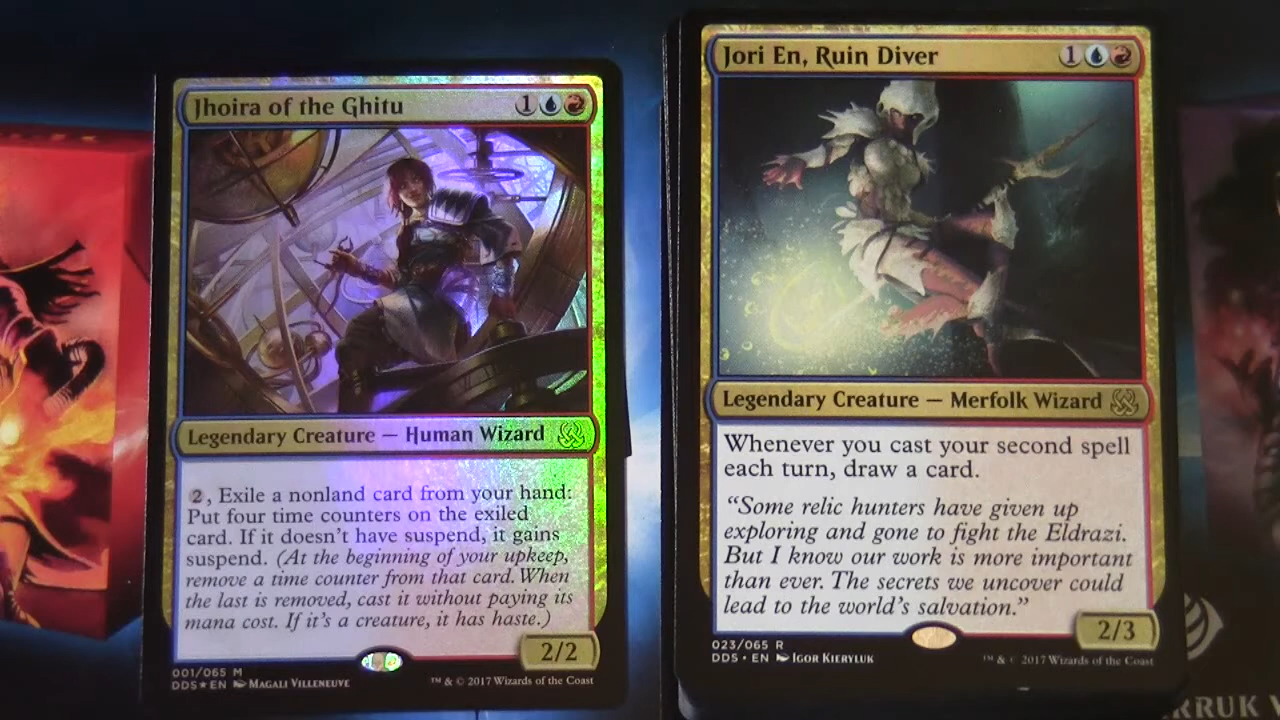 Jhoira of the Ghitu 1
Legendary Creature — Human Wizard
2, Exile a nonland card from your hand:
Put four time counters on the exiled
card. If it doesn't have suspend, it gains
suspend. (At the beginning of your upkeep,
remove a time counter from that card. When
the last is removed, cast it without paying its
mana cost. If it's a creature, it has haste.)
2/2
001/065 M
DDS★EN Magali Villeneuve
™ & © 2017 Wizards of the Coast
Jori En, Ruin Diver 1
Legendary Creature — Merfolk Wizard
Whenever you cast your second spell
each turn, draw a card.
"Some relic hunters have given up
exploring and gone to fight the Eldrazi.
But I know our work is more important
than ever. The secrets we uncover could
lead to the world's salvation."
2/3
023/065 R
DDS • EN Igor Kieryluk
™ & © 2017 Wizards of the Coast